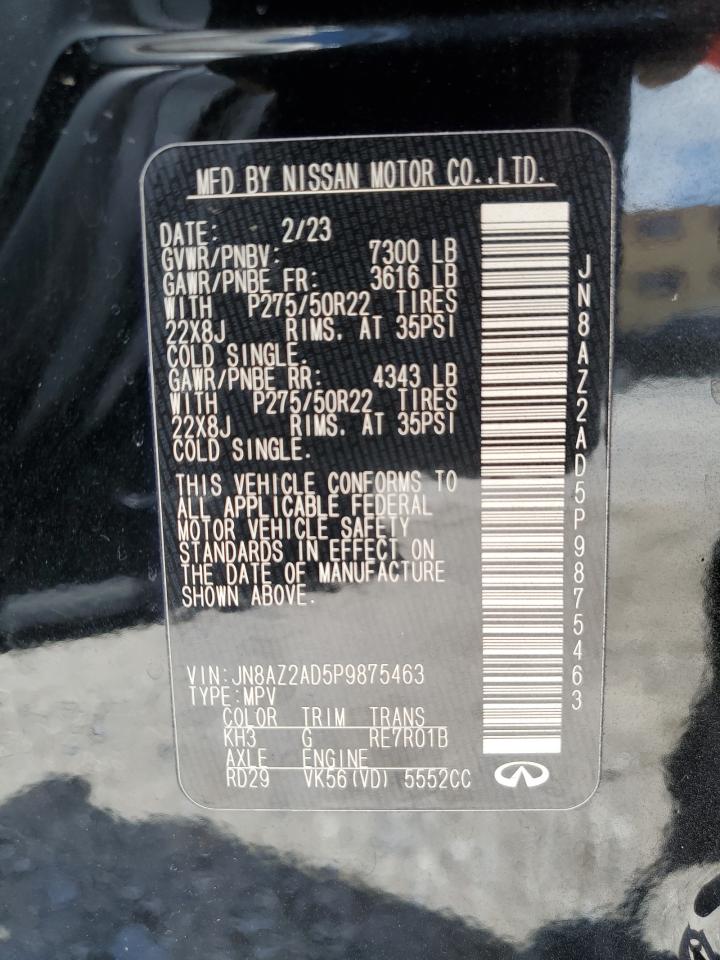 MFD BY NISSAN MOTOR CO.,LTD.
DATE: 2/23
GVWR/PNBV: 7300 LB
GAWR/PNBE FR: 3616 LB
WITH P275/50R22 TIRES
22X8J RIMS. AT 35PSI
COLD SINGLE.
GAWR/PNBE RR: 4343 LB
WITH P275/50R22 TIRES
22X8J RIMS. AT 35PSI
COLD SINGLE.
THIS VEHICLE CONFORMS TO
ALL APPLICABLE FEDERAL
MOTOR VEHICLE SAFETY
STANDARDS IN EFFECT ON
THE DATE OF MANUFACTURE
SHOWN ABOVE.
VIN:JN8AZ2AD5P9875463
TYPE:MPV
COLOR TRIM TRANS
KH3 G RE7R01B
AXLE ENGINE
RD29 VK56(VD) 5552CC
JN8AZ2AD5P9875463